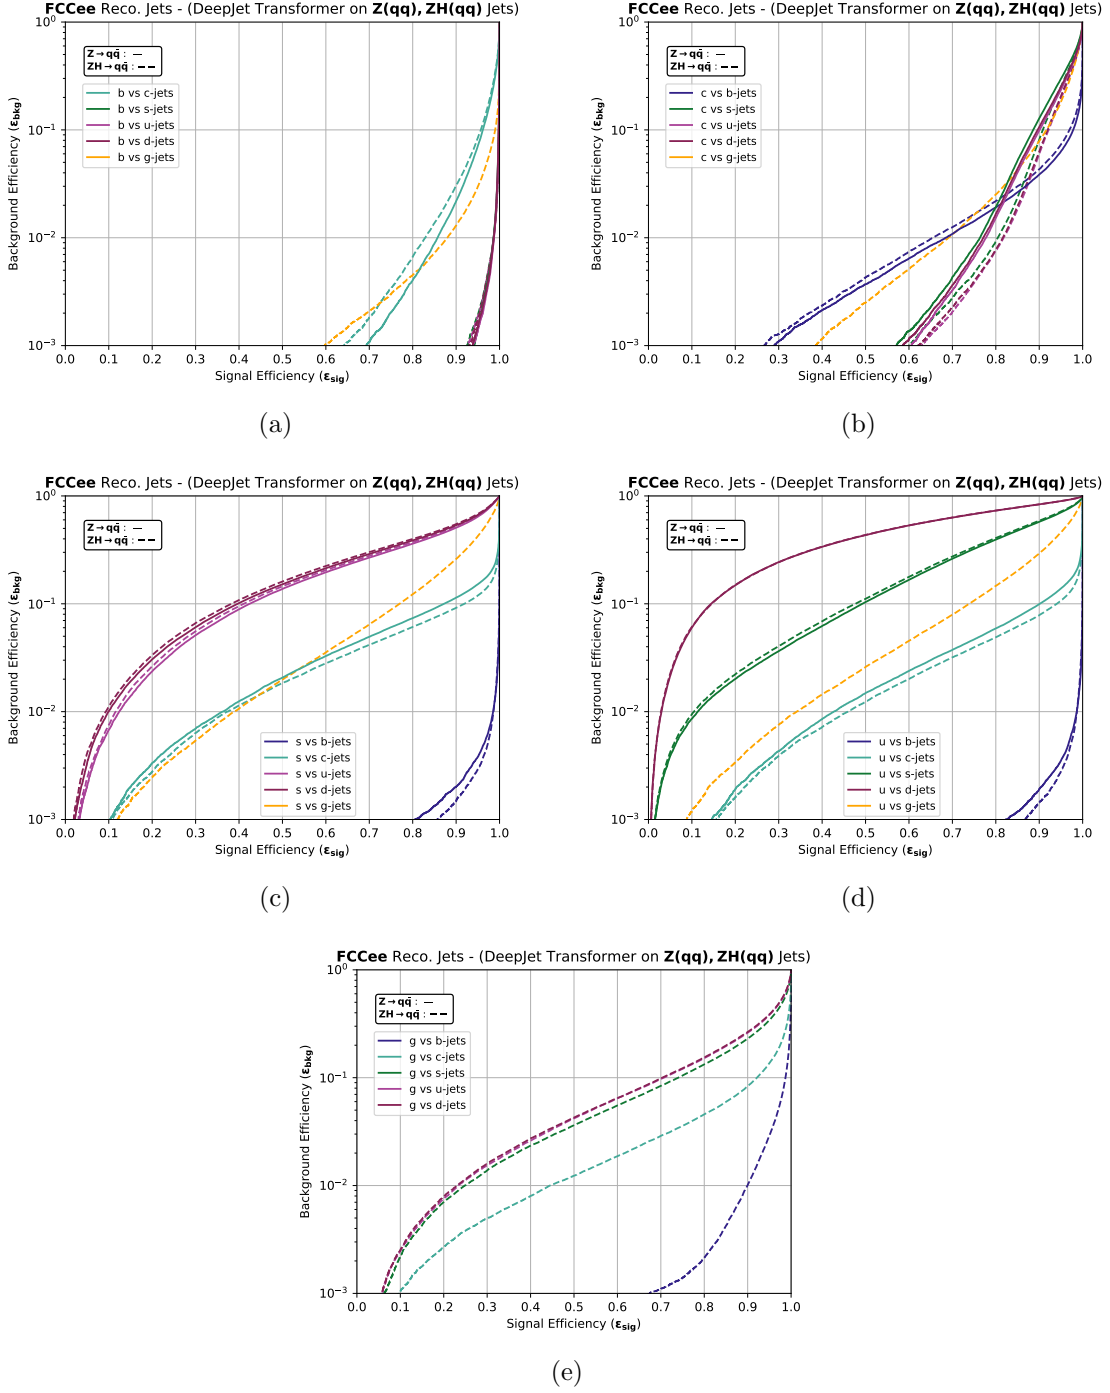 FCCee Reco. Jets - (DeepJet Transformer on Z(qq), ZH(qq) Jets)
Background Efficiency (ε_bkg)
10⁰
10⁻¹
10⁻²
10⁻³
Z → qq̄ : —
ZH → qq̄ : – –
b vs c-jets
b vs s-jets
b vs u-jets
b vs d-jets
b vs g-jets
0.0 0.1 0.2 0.3 0.4 0.5 0.6 0.7 0.8 0.9 1.0
Signal Efficiency (ε_sig)
(a)
FCCee Reco. Jets - (DeepJet Transformer on Z(qq), ZH(qq) Jets)
Background Efficiency (ε_bkg)
10⁰
10⁻¹
10⁻²
10⁻³
Z → qq̄ : —
ZH → qq̄ : – –
c vs b-jets
c vs s-jets
c vs u-jets
c vs d-jets
c vs g-jets
0.0 0.1 0.2 0.3 0.4 0.5 0.6 0.7 0.8 0.9 1.0
Signal Efficiency (ε_sig)
(b)
FCCee Reco. Jets - (DeepJet Transformer on Z(qq), ZH(qq) Jets)
Background Efficiency (ε_bkg)
10⁰
10⁻¹
10⁻²
10⁻³
Z → qq̄ : —
ZH → qq̄ : – –
s vs b-jets
s vs c-jets
s vs u-jets
s vs d-jets
s vs g-jets
0.0 0.1 0.2 0.3 0.4 0.5 0.6 0.7 0.8 0.9 1.0
Signal Efficiency (ε_sig)
(c)
FCCee Reco. Jets - (DeepJet Transformer on Z(qq), ZH(qq) Jets)
Background Efficiency (ε_bkg)
10⁰
10⁻¹
10⁻²
10⁻³
Z → qq̄ : —
ZH → qq̄ : – –
u vs b-jets
u vs c-jets
u vs s-jets
u vs d-jets
u vs g-jets
0.0 0.1 0.2 0.3 0.4 0.5 0.6 0.7 0.8 0.9 1.0
Signal Efficiency (ε_sig)
(d)
FCCee Reco. Jets - (DeepJet Transformer on Z(qq), ZH(qq) Jets)
Background Efficiency (ε_bkg)
10⁰
10⁻¹
10⁻²
10⁻³
Z → qq̄ : —
ZH → qq̄ : – –
g vs b-jets
g vs c-jets
g vs s-jets
g vs u-jets
g vs d-jets
0.0 0.1 0.2 0.3 0.4 0.5 0.6 0.7 0.8 0.9 1.0
Signal Efficiency (ε_sig)
(e)